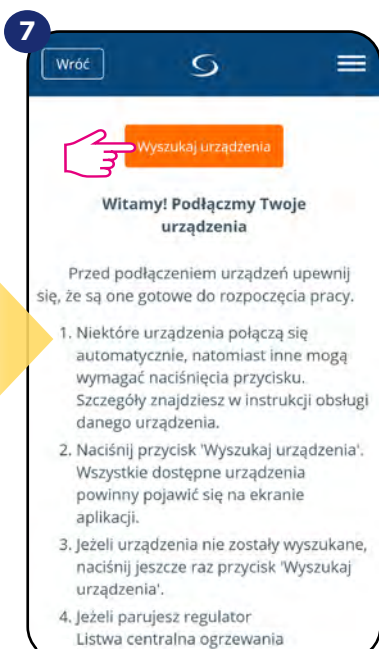 7
Wróć
Wyszukaj urządzenia
Witamy! Podłączmy Twoje
urządzenia
Przed podłączeniem urządzeń upewnij
się, że są one gotowe do rozpoczęcia pracy.
1. Niektóre urządzenia połączą się
automatycznie, natomiast inne mogą
wymagać naciśnięcia przycisku.
Szczegóły znajdziesz w instrukcji obsługi
danego urządzenia.
2. Naciśnij przycisk 'Wyszukaj urządzenia'.
Wszystkie dostępne urządzenia
powinny pojawić się na ekranie
aplikacji.
3. Jeżeli urządzenia nie zostały wyszukane,
naciśnij jeszcze raz przycisk 'Wyszukaj
urządzenia'.
4. Jeżeli parujesz regulator
Listwa centralna ogrzewania